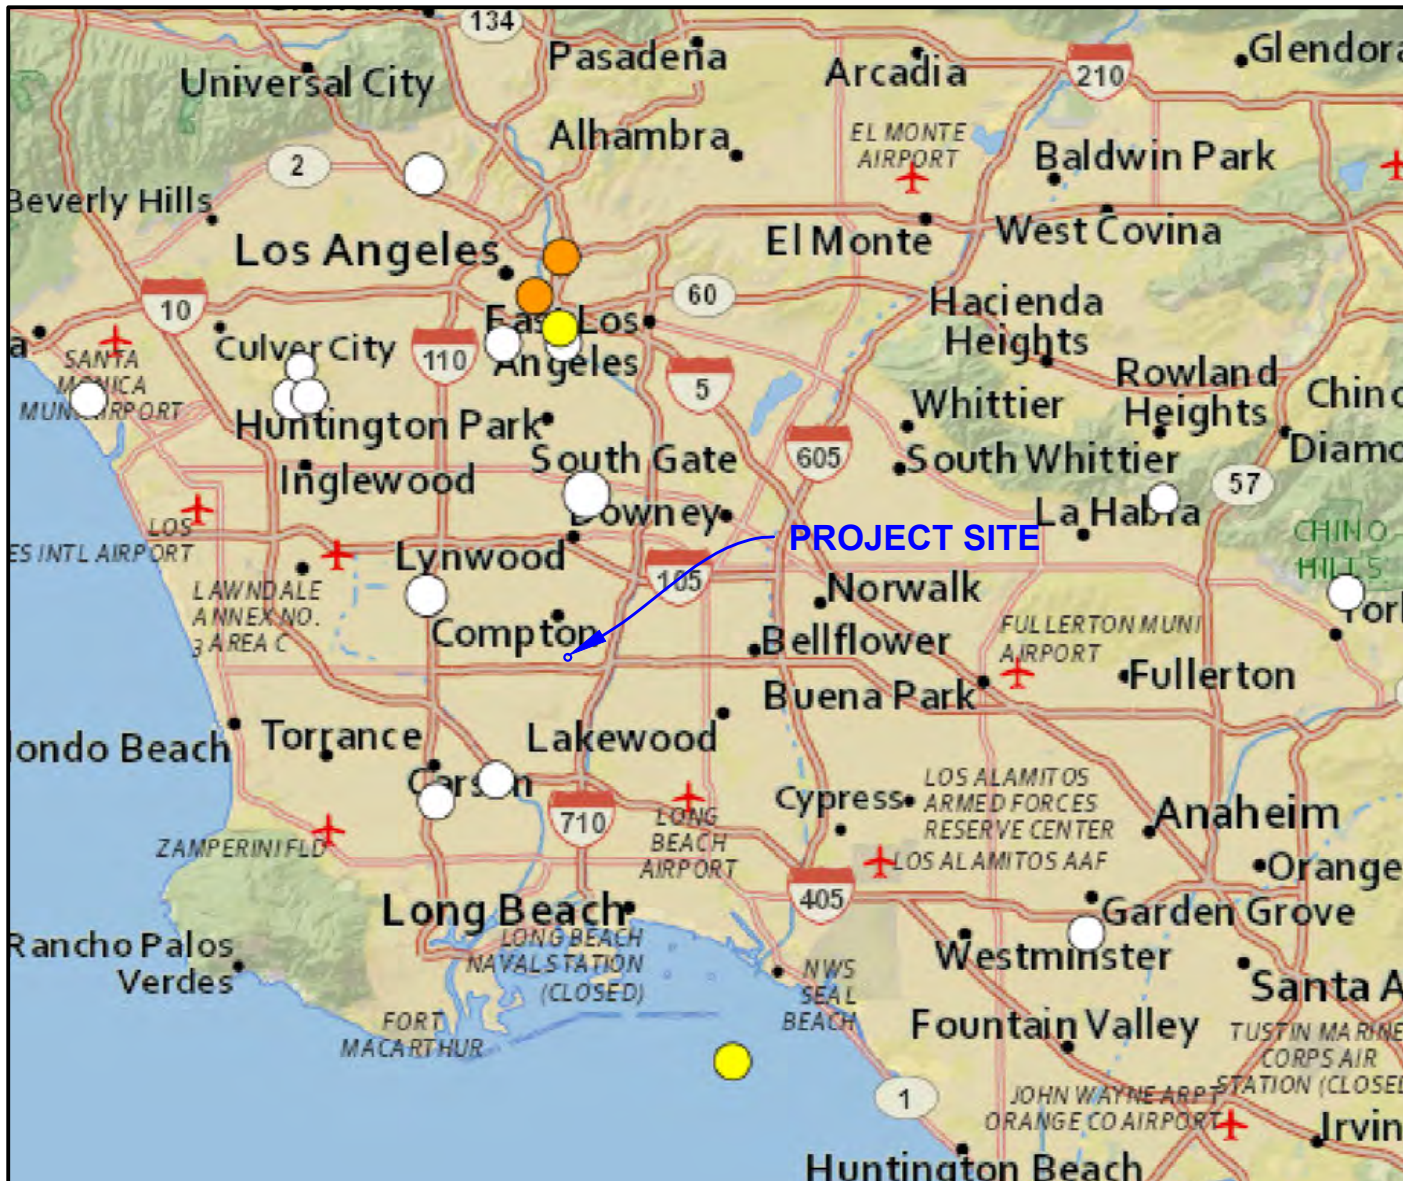 134
Pasadena
Arcadia
210
Glendora
Universal City
Alhambra
EL MONTE
AIRPORT
Baldwin Park
2
Beverly Hills
Los Angeles
El Monte
West Covina
10
60
Hacienda
Heights
East Los
Angeles
Culver City
110
5
Rowland
Heights
Chino
SANTA
MONICA
MUNI AIRPORT
Whittier
Huntington Park
605
Diamo
South Gate
South Whittier
Inglewood
57
La Habra
Downey
LOS
ES INTL AIRPORT
PROJECT SITE
CHINO
HILLS
Lynwood
105
Norwalk
LAWNDALE
ANNEX NO.
3 AREA C
Yorl
Compton
Bellflower
FULLERTON MUNI
AIRPORT
Fullerton
Buena Park
ondo Beach
Torrance
Lakewood
Carson
Cypress
LOS ALAMITOS
ARMED FORCES
RESERVE CENTER
Anaheim
710
LONG
BEACH
AIRPORT
ZAMPERINI FLD
LOS ALAMITOS AAF
Orange
405
Long Beach
Garden Grove
Rancho Palos
Verdes
LONG BEACH
NAVAL STATION
(CLOSED)
Westminster
NWS
SEAL
BEACH
Santa A
FORT
MACARTHUR
Fountain Valley
TUSTIN MARINE
CORPS AIR
STATION (CLOSED
1
JOHN WAYNE ARPT
ORANGE CO AIRPORT
Irvin
Huntington Beach